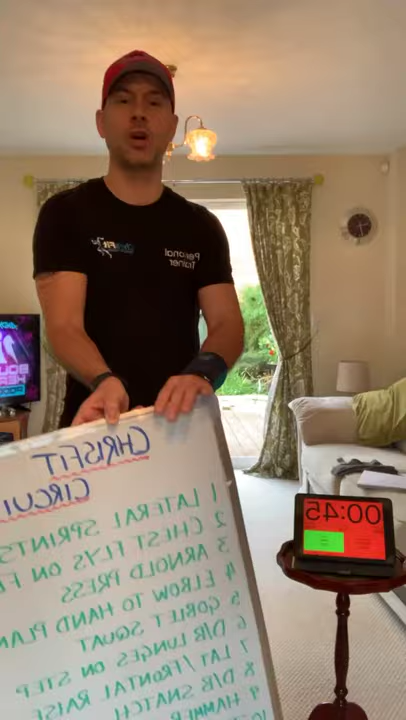 CHRISFIT
CIRCUI
1 LATERAL SPRINTS
2 CHEST FLYS ON F
3 ARNOLD PRESS
4 ELBOW TO HAND PLAN
5 GOBLET SQUAT
6 D/B LUNGES ON STEP
7 LAT/FRONTAL RAISE
8 D/B SNATCH
9 HAMMER
Personal
Trainer
00:45